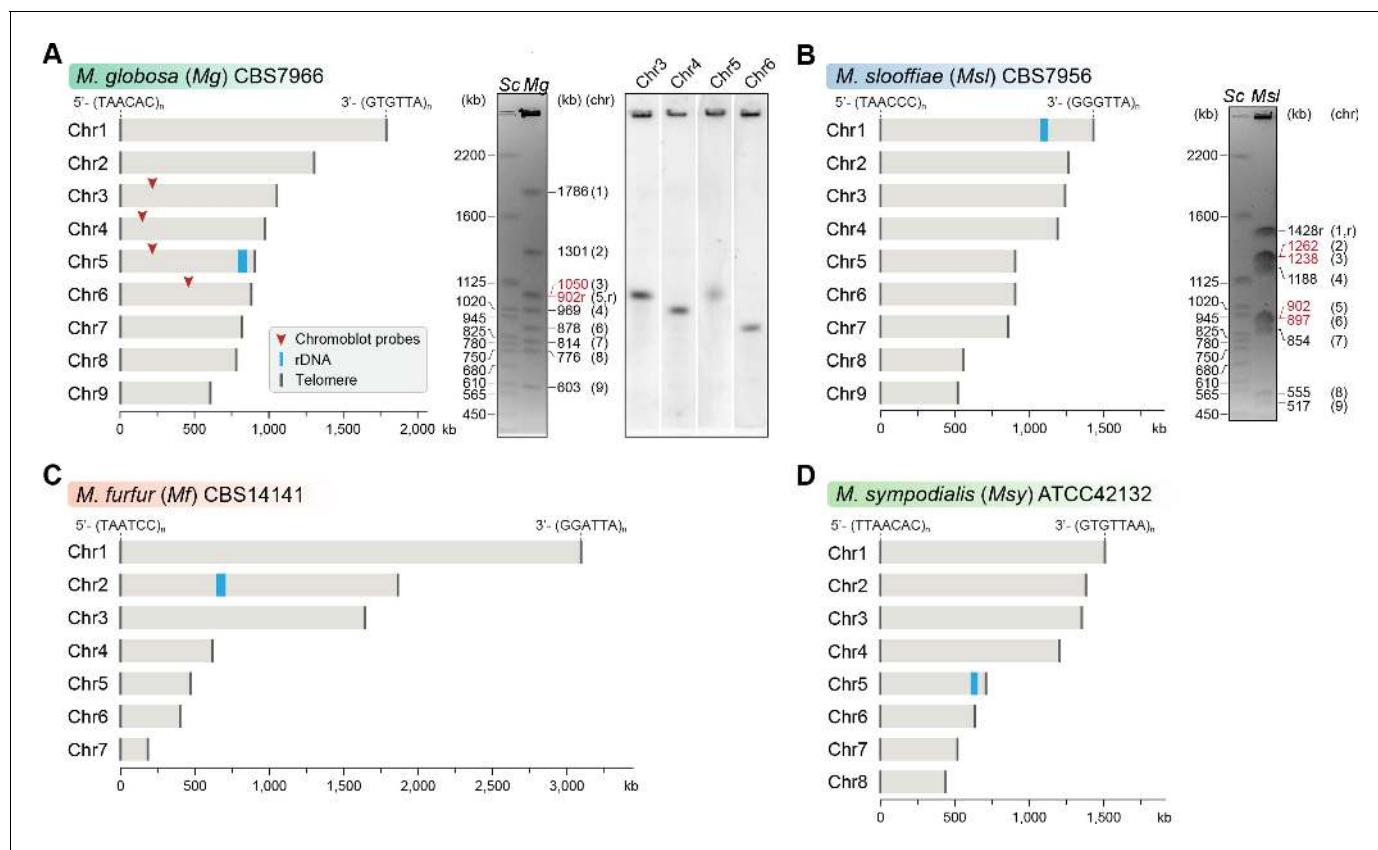 A
M. globosa (Mg) CBS7966
5'- (TAACAC)n
3'- (GTGTTA)n
Chr1
Chr2
Chr3
Chr4
Chr5
Chr6
Chr7
Chr8
Chr9
Chromoblot probes
rDNA
Telomere
0 500 1,000 1,500 2,000 kb
Sc Mg
(kb)
(kb) (chr)
2200
1600
1125
1020
945
825
780
750
680
610
565
450
1786 (1)
1301 (2)
1050 (3)
902r (5,r)
969 (4)
878 (6)
814 (7)
776 (8)
603 (9)
Chr3
Chr4
Chr5
Chr6
B
M. slooffiae (Msl) CBS7956
5'- (TAACCC)n
3'- (GGGTTA)n
Chr1
Chr2
Chr3
Chr4
Chr5
Chr6
Chr7
Chr8
Chr9
0 500 1,000 1,500 kb
Sc Msl
(kb)
(kb) (chr)
2200
1600
1125
1020
945
825
780
750
680
610
565
450
1428r (1,r)
1262 (2)
1238 (3)
1188 (4)
902 (5)
897 (6)
854 (7)
555 (8)
517 (9)
C
M. furfur (Mf) CBS14141
5'- (TAATCC)n
3'- (GGATTA)n
Chr1
Chr2
Chr3
Chr4
Chr5
Chr6
Chr7
0 500 1,000 1,500 2,000 2,500 3,000 kb
D
M. sympodialis (Msy) ATCC42132
5'- (TTAACAC)n
3'- (GTGTTAA)n
Chr1
Chr2
Chr3
Chr4
Chr5
Chr6
Chr7
Chr8
0 500 1,000 1,500 kb